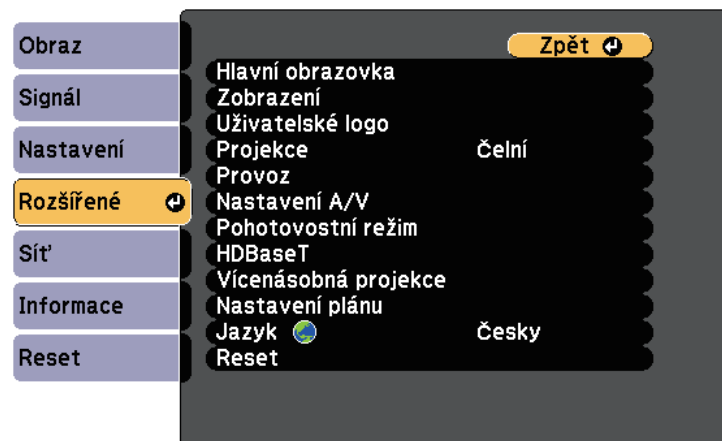 Obraz
Signál
Nastavení
Rozšířené
Síť
Informace
Reset
Zpět
Hlavní obrazovka
Zobrazení
Uživatelské logo
Projekce Čelní
Provoz
Nastavení A/V
Pohotovostní režim
HDBaseT
Vícenásobná projekce
Nastavení plánu
Jazyk Česky
Reset